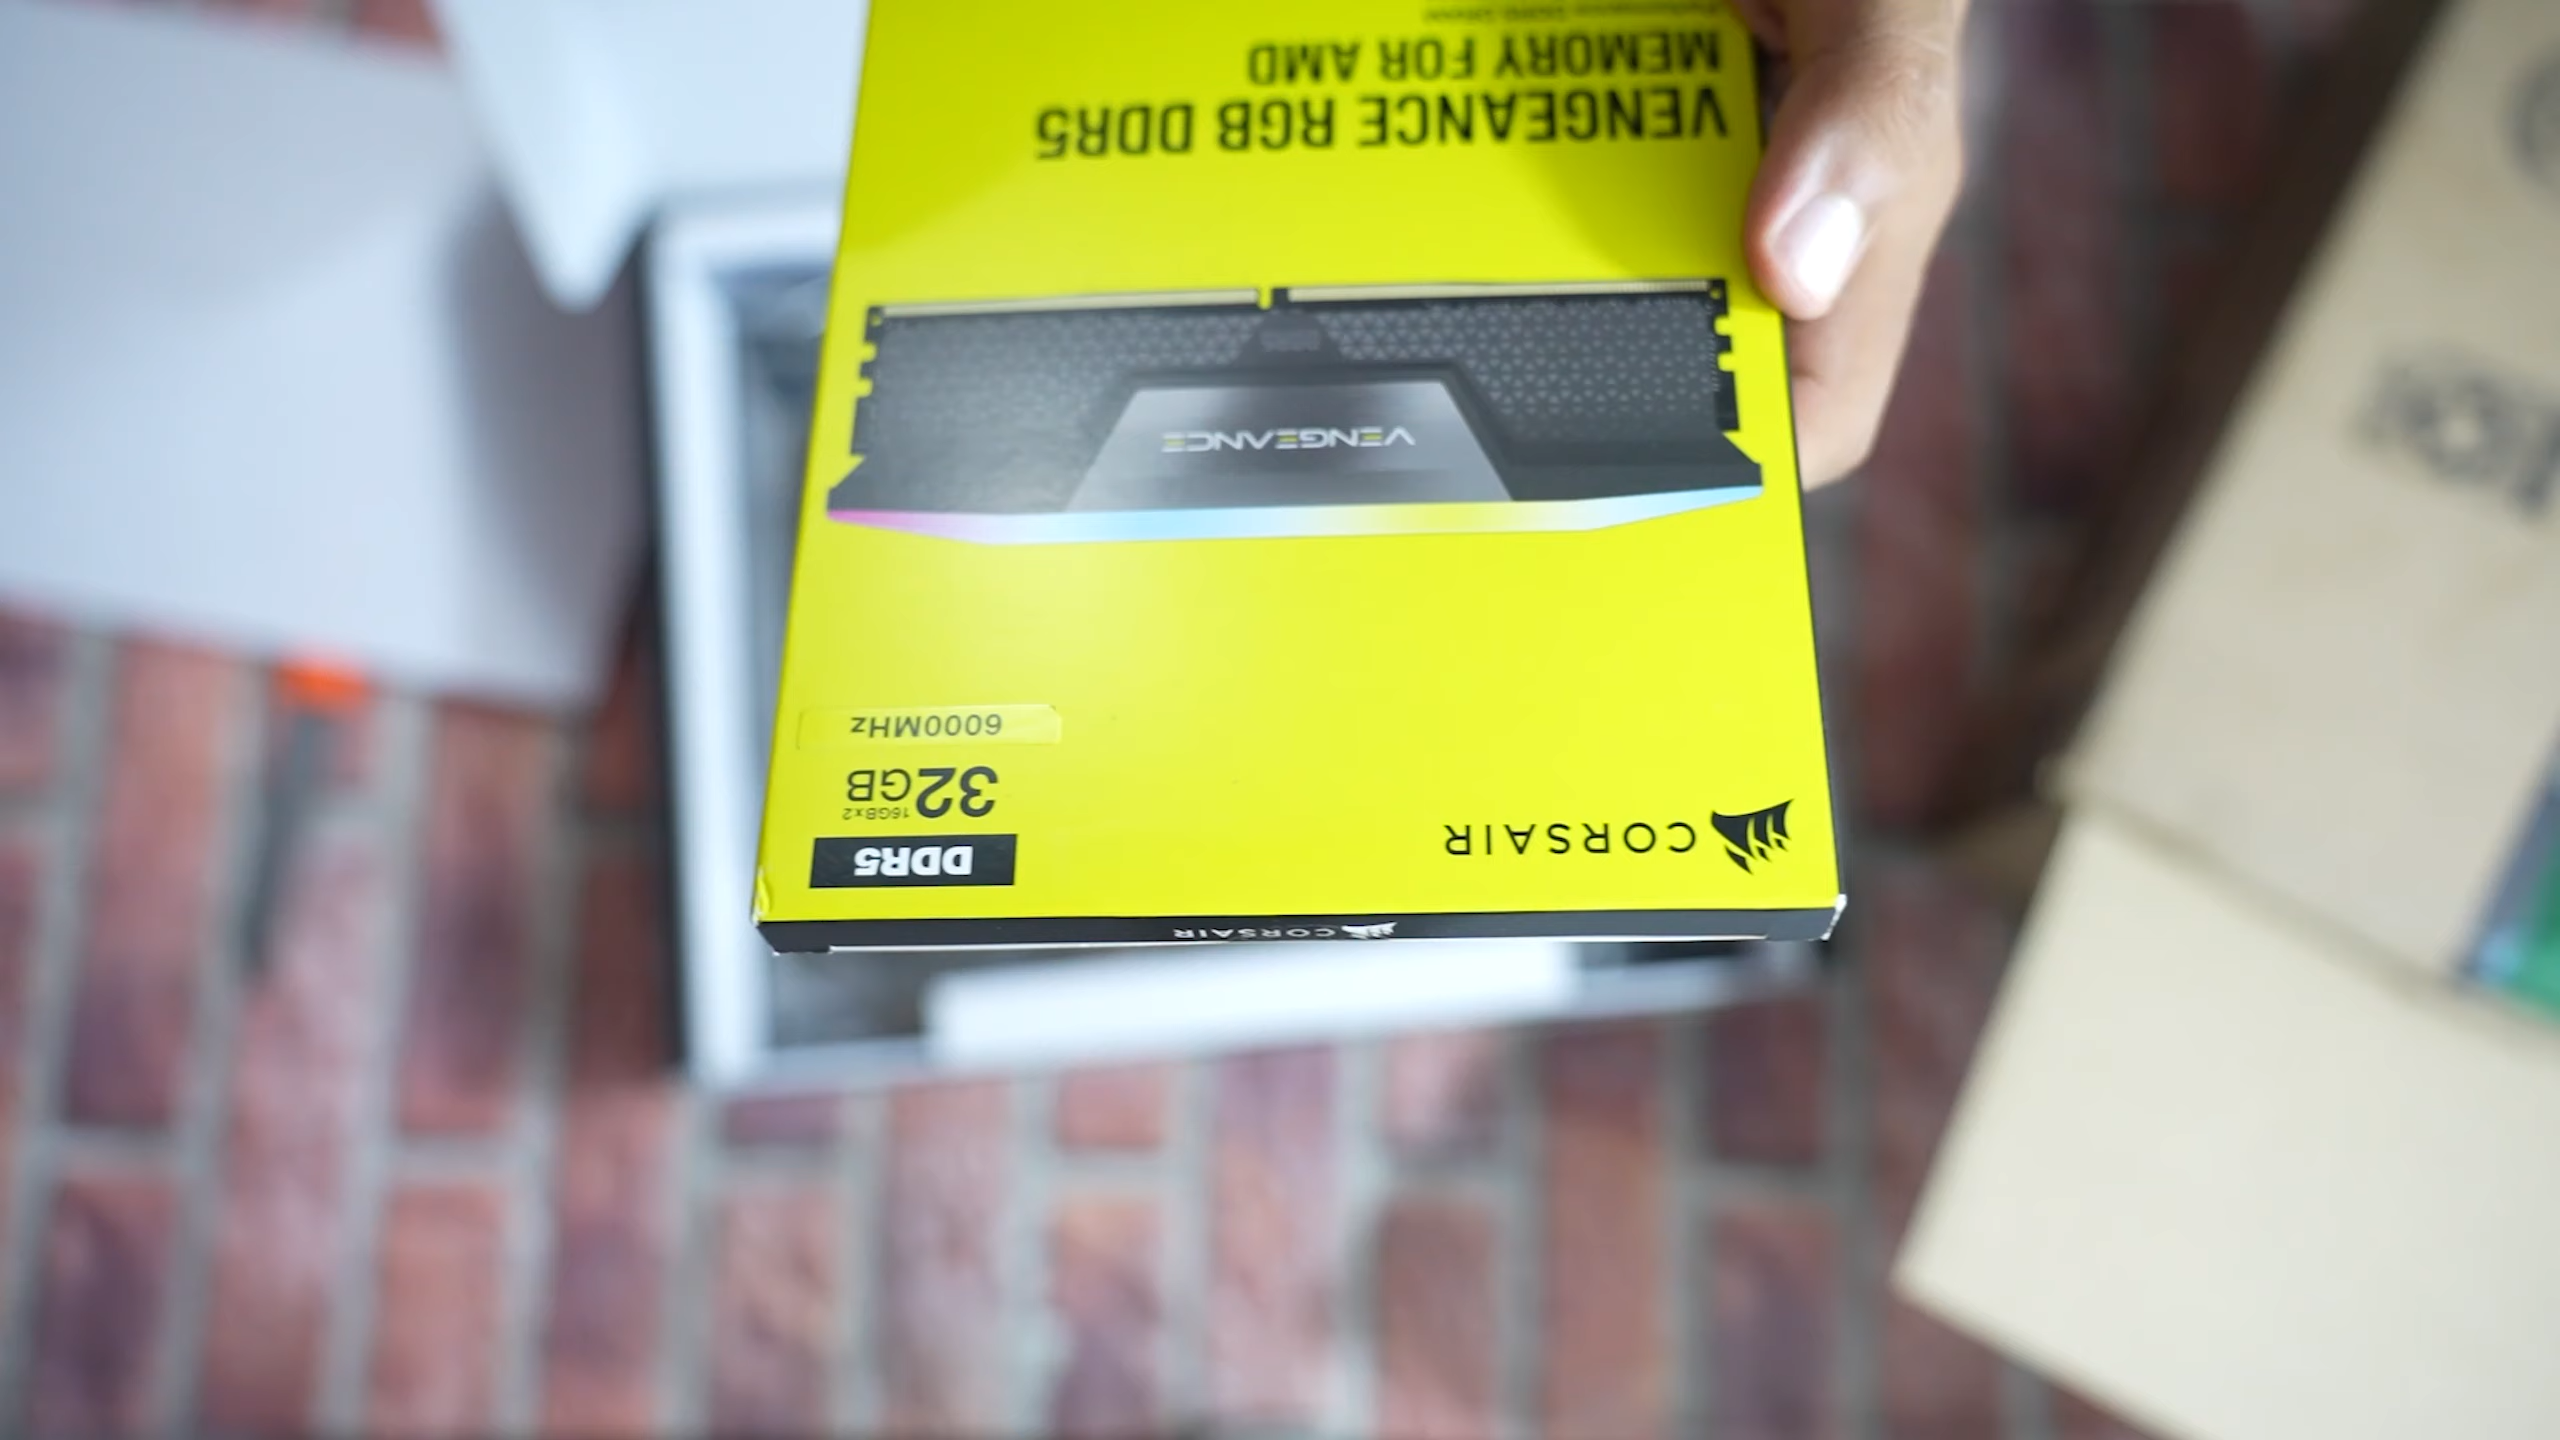 CORSAIR
CORSAIR
DDR5
16GBx2
32GB
6000MHz
VENGEANCE
VENGEANCE RGB DDR5
MEMORY FOR AMD